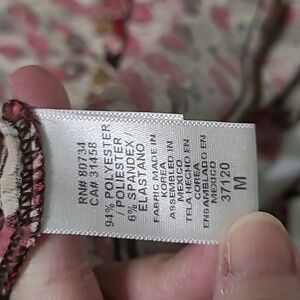 RN# 80734
CA# 31458
94% POLYESTER
/ POLIESTER /
6% SPANDEX /
ELASTANO
FABRIC MADE IN
KOREA
ASSEMBLED IN
MEXICO
TELA HECHO EN
COREA
ENSAMBLADO EN
MEXICO
37120
M